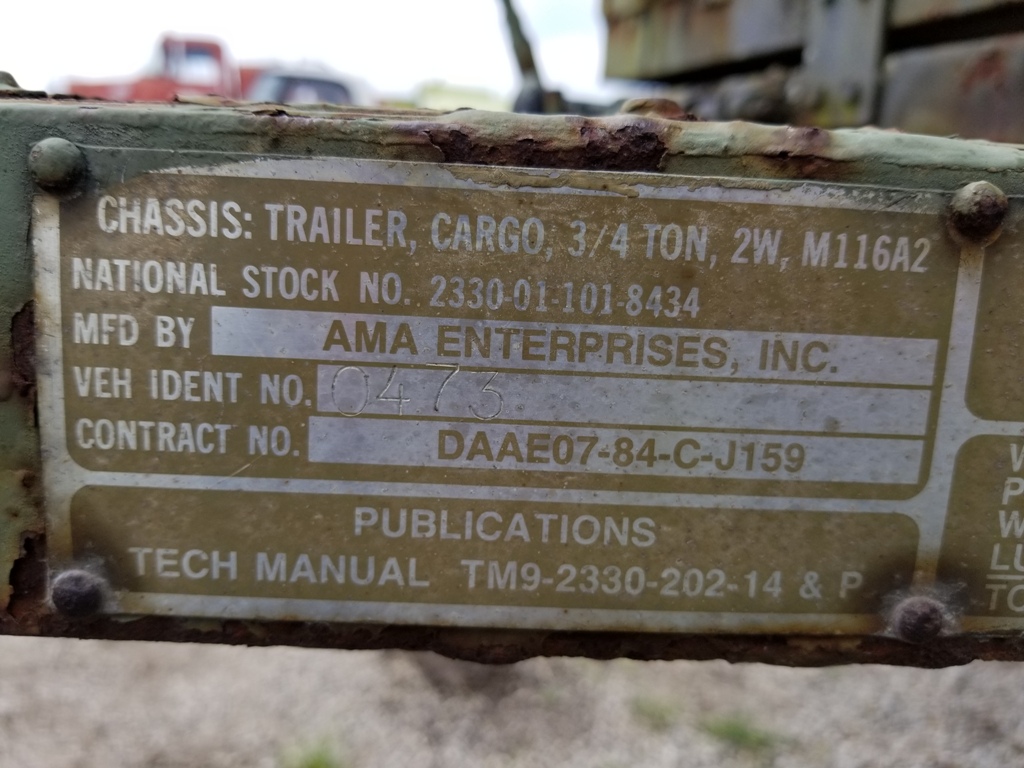 CHASSIS: TRAILER, CARGO, 3/4 TON, 2W, M116A2
NATIONAL STOCK NO. 2330-01-101-8434
MFD BY AMA ENTERPRISES, INC.
VEH IDENT NO. 0473
CONTRACT NO. DAAE07-84-C-J159
PUBLICATIONS
TECH MANUAL TM9-2330-202-14 & P